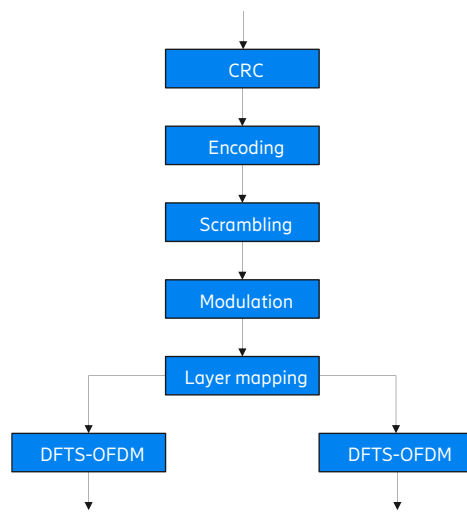 CRC
Encoding
Scrambling
Modulation
Layer mapping
DFTS-OFDM
DFTS-OFDM